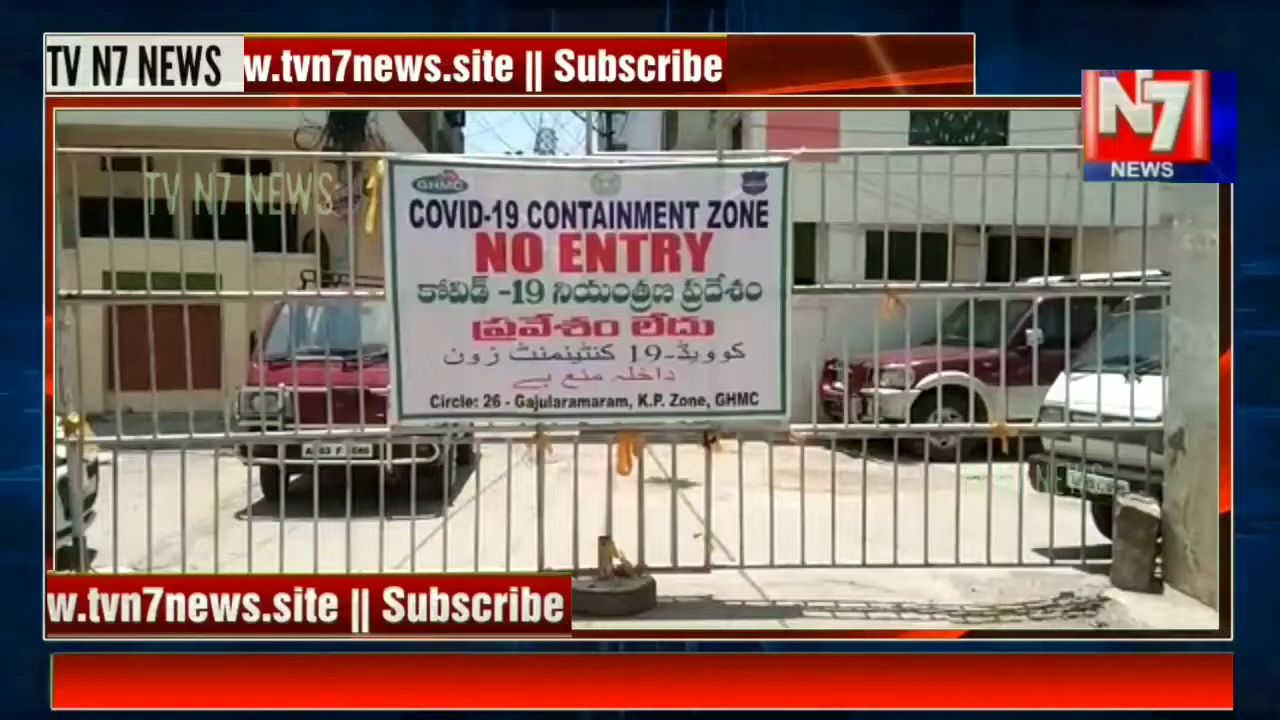 TV N7 NEWS
w.tvn7news.site || Subscribe
N7
NEWS
TV N7 NEWS
GHMC
COVID-19 CONTAINMENT ZONE
NO ENTRY
కోవిడ్ -19 నియంత్రణ ప్రదేశం
ప్రవేశం లేదు
کوویڈ-19 کنٹینمنٹ زون
داخلہ منع ہے
Circle: 26 - Gajularamaram, K.P. Zone, GHMC
w.tvn7news.site || Subscribe